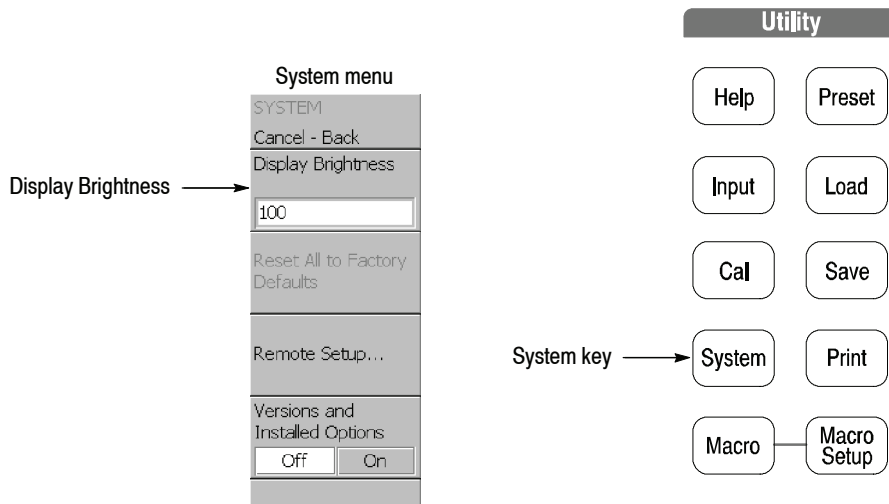 Utility
System menu
SYSTEM
Cancel - Back
Display Brightness
Display Brightness
100
Reset All to Factory
Defaults
Remote Setup...
Versions and
Installed Options
Off On
Help Preset
Input Load
Cal Save
System key
System Print
Macro Macro
Setup